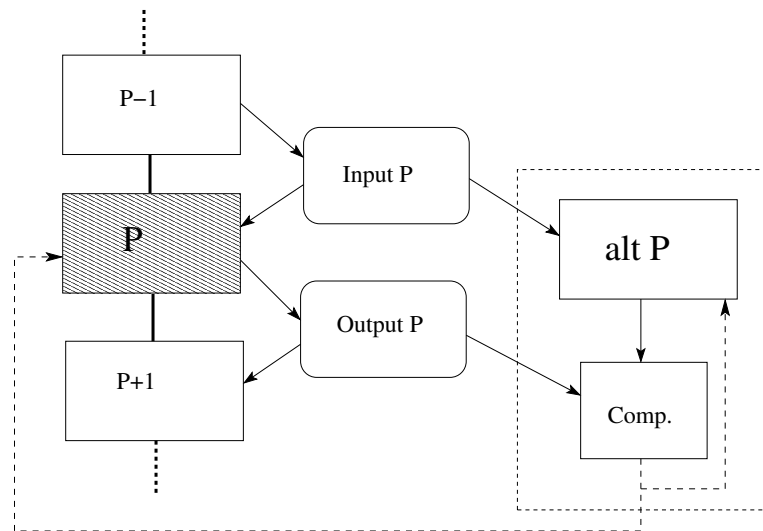 P−1
Input P
P
alt P
Output P
P+1
Comp.